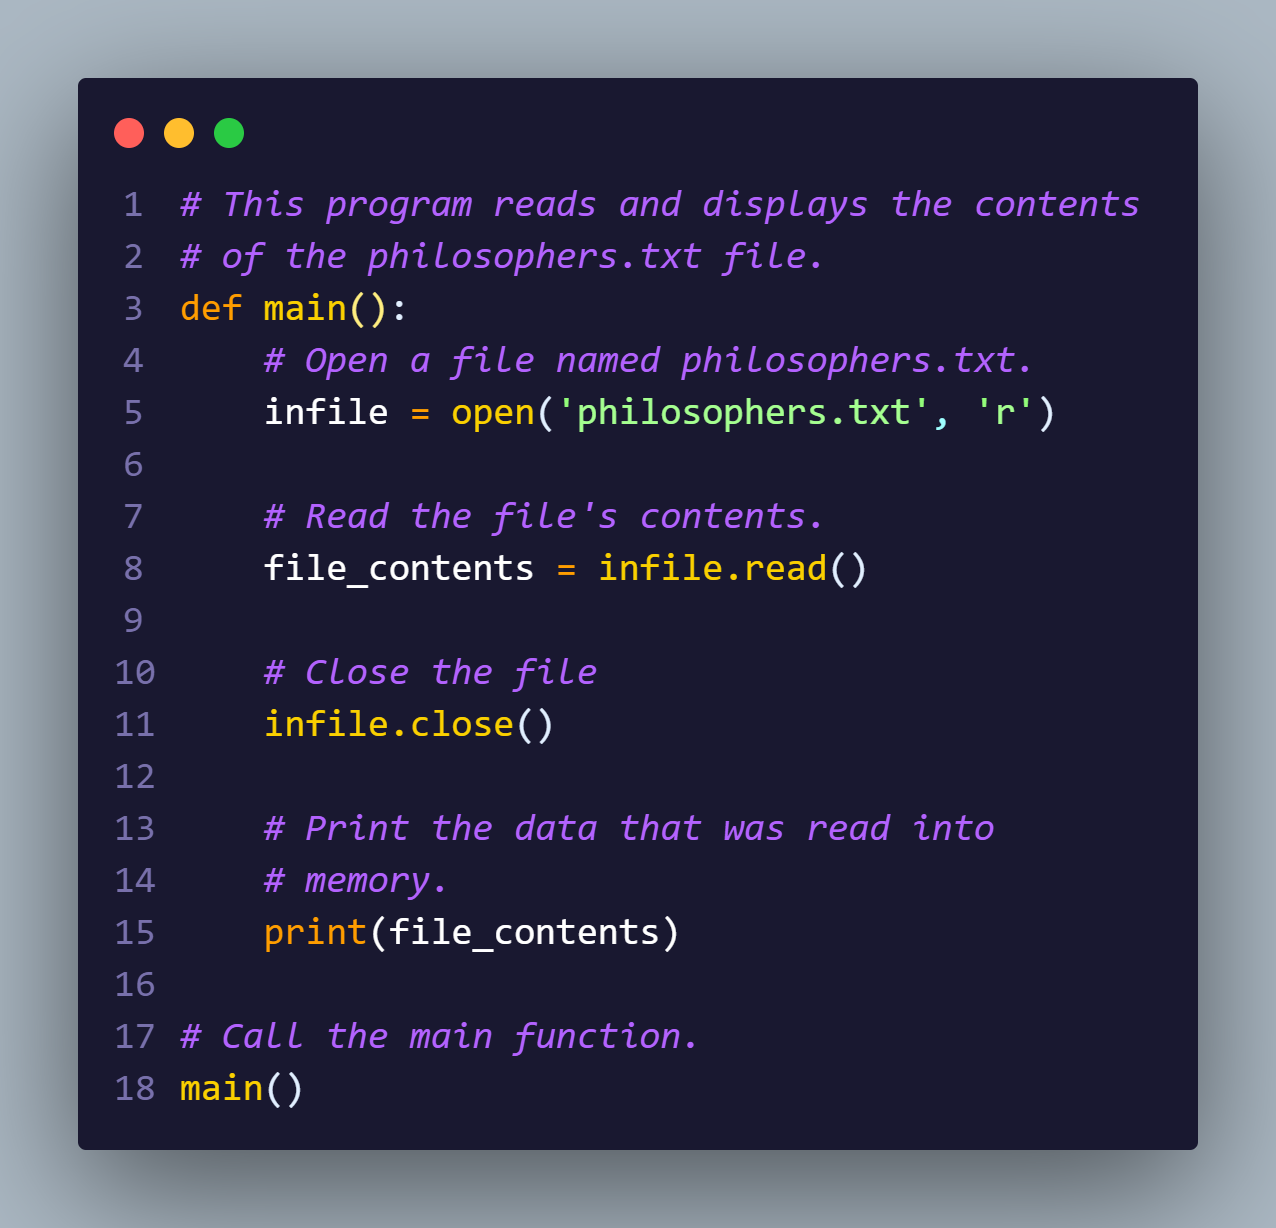 1 # This program reads and displays the contents
2 # of the philosophers.txt file.
3 def main():
4     # Open a file named philosophers.txt.
5     infile = open('philosophers.txt', 'r')
6
7     # Read the file's contents.
8     file_contents = infile.read()
9
10     # Close the file
11     infile.close()
12
13     # Print the data that was read into
14     # memory.
15     print(file_contents)
16
17 # Call the main function.
18 main()